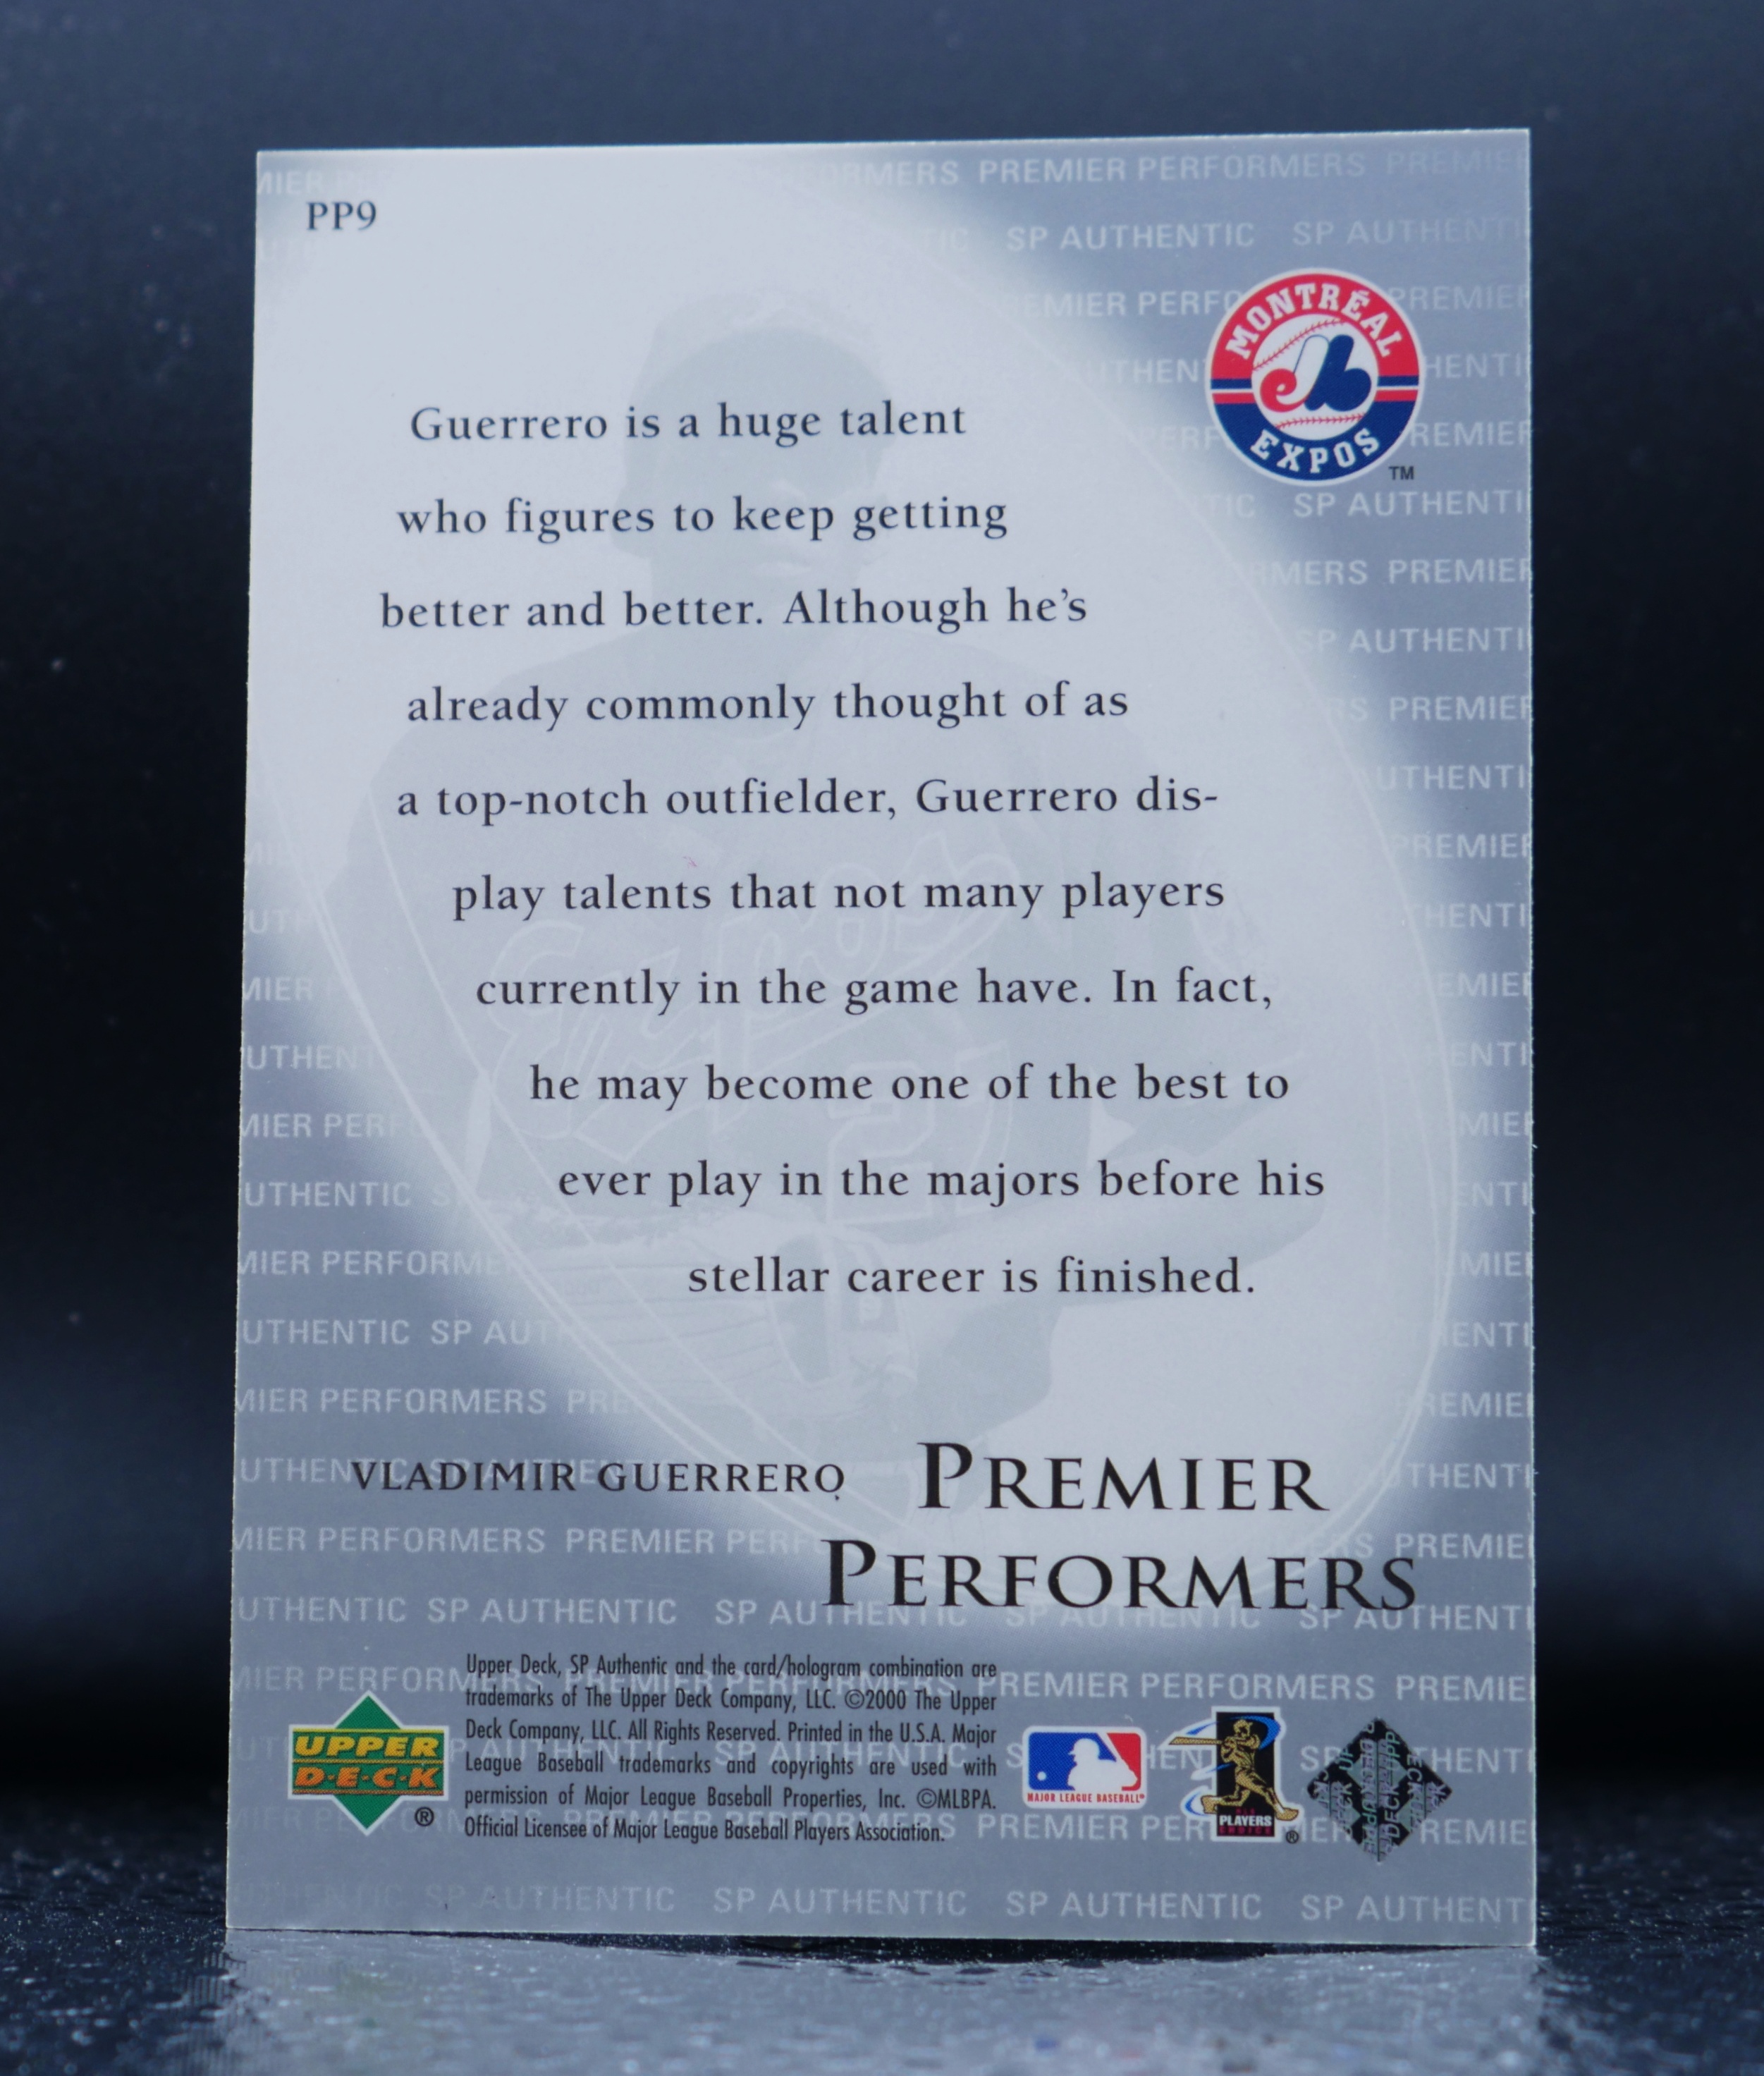 PP9
MONTRÉAL
EXPOS
TM
Guerrero is a huge talent
who figures to keep getting
better and better. Although he's
already commonly thought of as
a top-notch outfielder, Guerrero dis-
play talents that not many players
currently in the game have. In fact,
he may become one of the best to
ever play in the majors before his
stellar career is finished.
VLADIMIR GUERRERO
PREMIER
PERFORMERS
Upper Deck, SP Authentic and the card/hologram combination are
trademarks of The Upper Deck Company, LLC. ©2000 The Upper
Deck Company, LLC. All Rights Reserved. Printed in the U.S.A. Major
League Baseball trademarks and copyrights are used with
permission of Major League Baseball Properties, Inc. ©MLBPA.
Official Licensee of Major League Baseball Players Association.
UPPER
D·E·C·K
®
MAJOR LEAGUE BASEBALL
PLAYERS
CHOICE
®
PREMIER PERFORMERS
SP AUTHENTIC